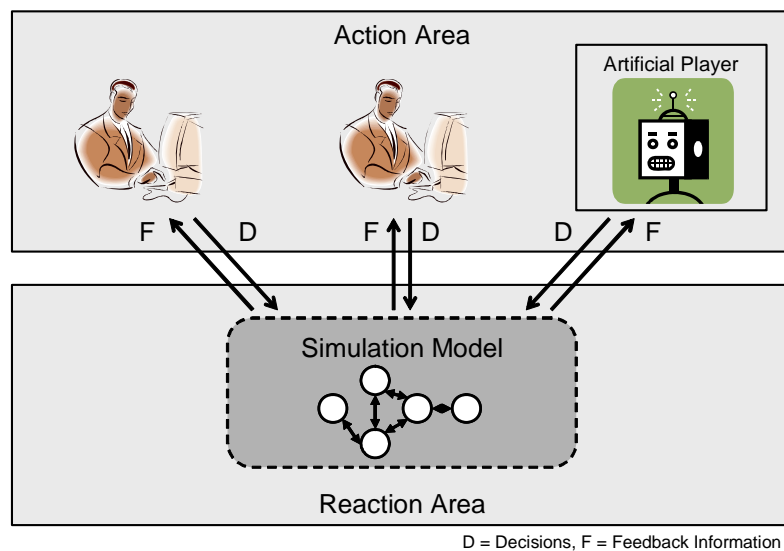 Action Area
Artificial Player
F D F D D F
Simulation Model
Reaction Area
D = Decisions, F = Feedback Information